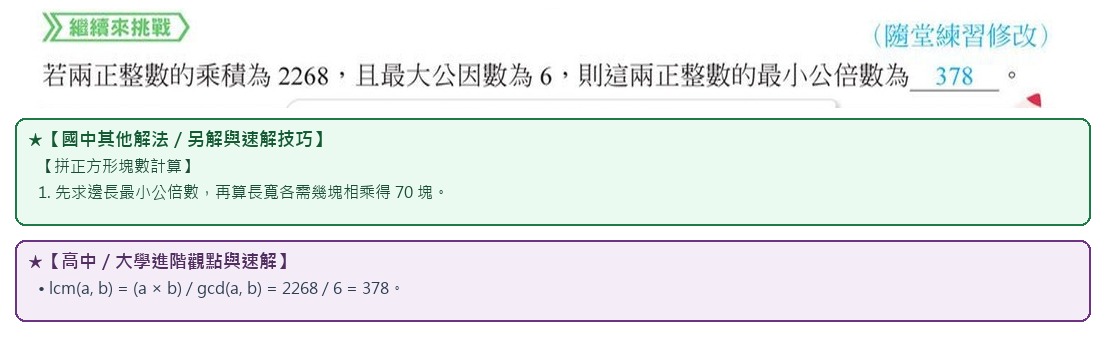 繼續來挑戰
（隨堂練習修改）
若兩正整數的乘積為 2268，且最大公因數為 6，則這兩正整數的最小公倍數為 378 。
★【國中其他解法 / 另解與速解技巧】
【拼正方形塊數計算】
1. 先求邊長最小公倍數，再算長寬各需幾塊相乘得 70 塊。
★【高中 / 大學進階觀點與速解】
• lcm(a, b) = (a × b) / gcd(a, b) = 2268 / 6 = 378。